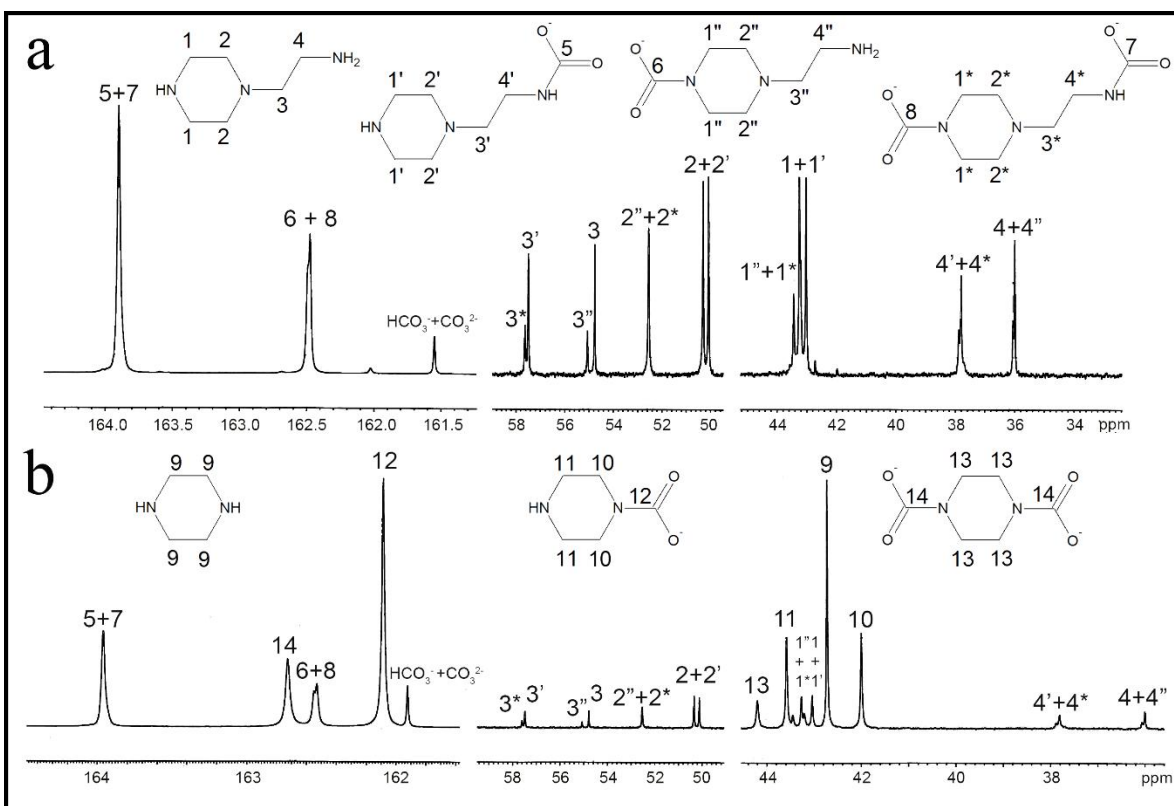 a
1 2 4
HN N NH₂
3
1 2
O⁻
5
O
4'
1' 2'
NH
HN N
3'
1' 2'
O⁻
6
O
1'' 2'' 4''
N N NH₂
3''
1'' 2''
O⁻
7
O
1* 2* 4*
NH
O⁻
8
N N
3*
O
1* 2*
5+7
6 + 8
HCO₃⁻+CO₃²⁻
3*
3'
3''
3
2''+2*
2+2'
1''+1*
1+1'
4'+4*
4+4''
164.0 163.5 163.0 162.5 162.0 161.5
58 56 54 52 50
44 42 40 38 36 34 ppm
b
9 9
HN NH
9 9
11 10
HN N
12
O
O⁻
11 10
O⁻
13 13
O
14 N N 14
O
13 13
O⁻
5+7
14
6+8
12
HCO₃⁻+CO₃²⁻
3* 3'
3'' 3
2''+2*
2+2'
13
11
1'' 1
+ +
1* 1'
9
10
4'+4*
4+4''
164 163 162
58 56 54 52 50
44 42 40 38 ppm